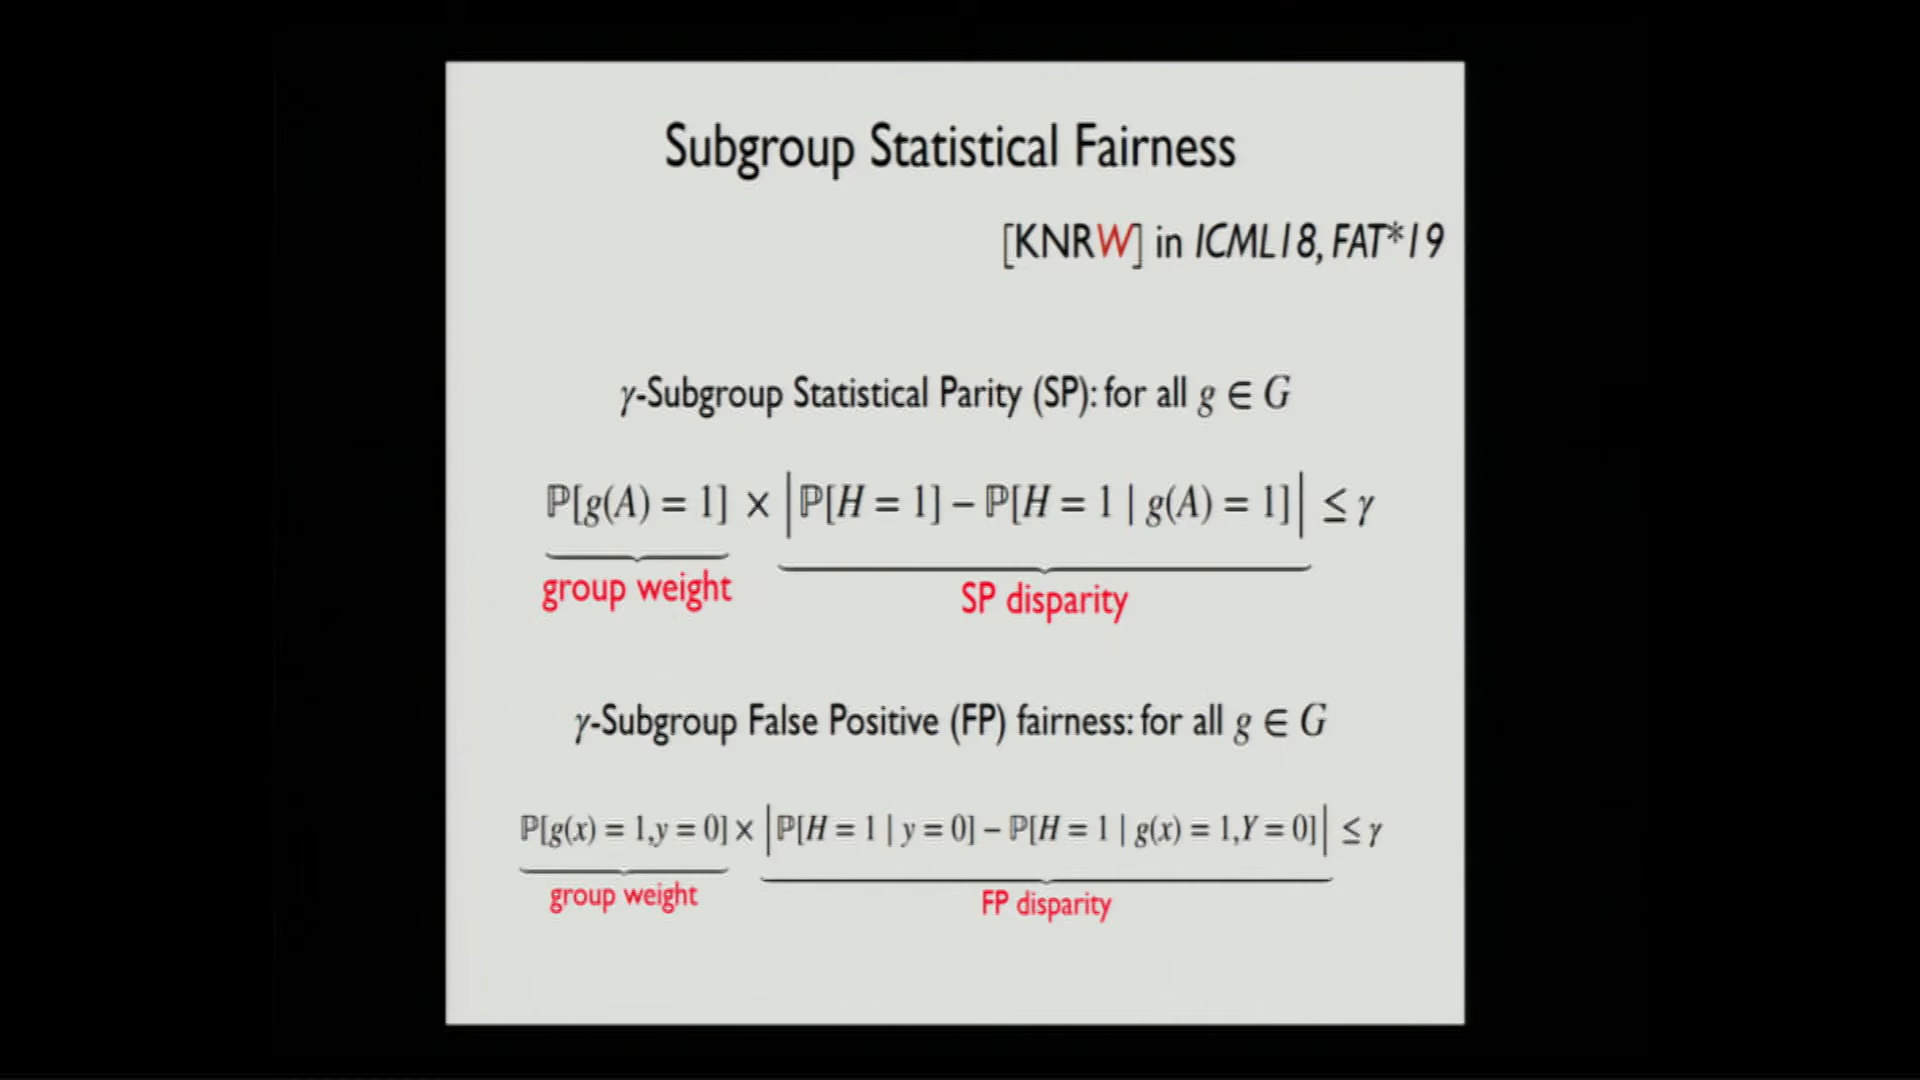 Subgroup Statistical Fairness
[KNRW] in ICML18, FAT*19
γ-Subgroup Statistical Parity (SP): for all g ∈ G
ℙ[g(A) = 1] × |ℙ[H = 1] − ℙ[H = 1 | g(A) = 1]| ≤ γ
group weight
SP disparity
γ-Subgroup False Positive (FP) fairness: for all g ∈ G
ℙ[g(x) = 1,y = 0] × |ℙ[H = 1 | y = 0] − ℙ[H = 1 | g(x) = 1,Y = 0]| ≤ γ
group weight
FP disparity